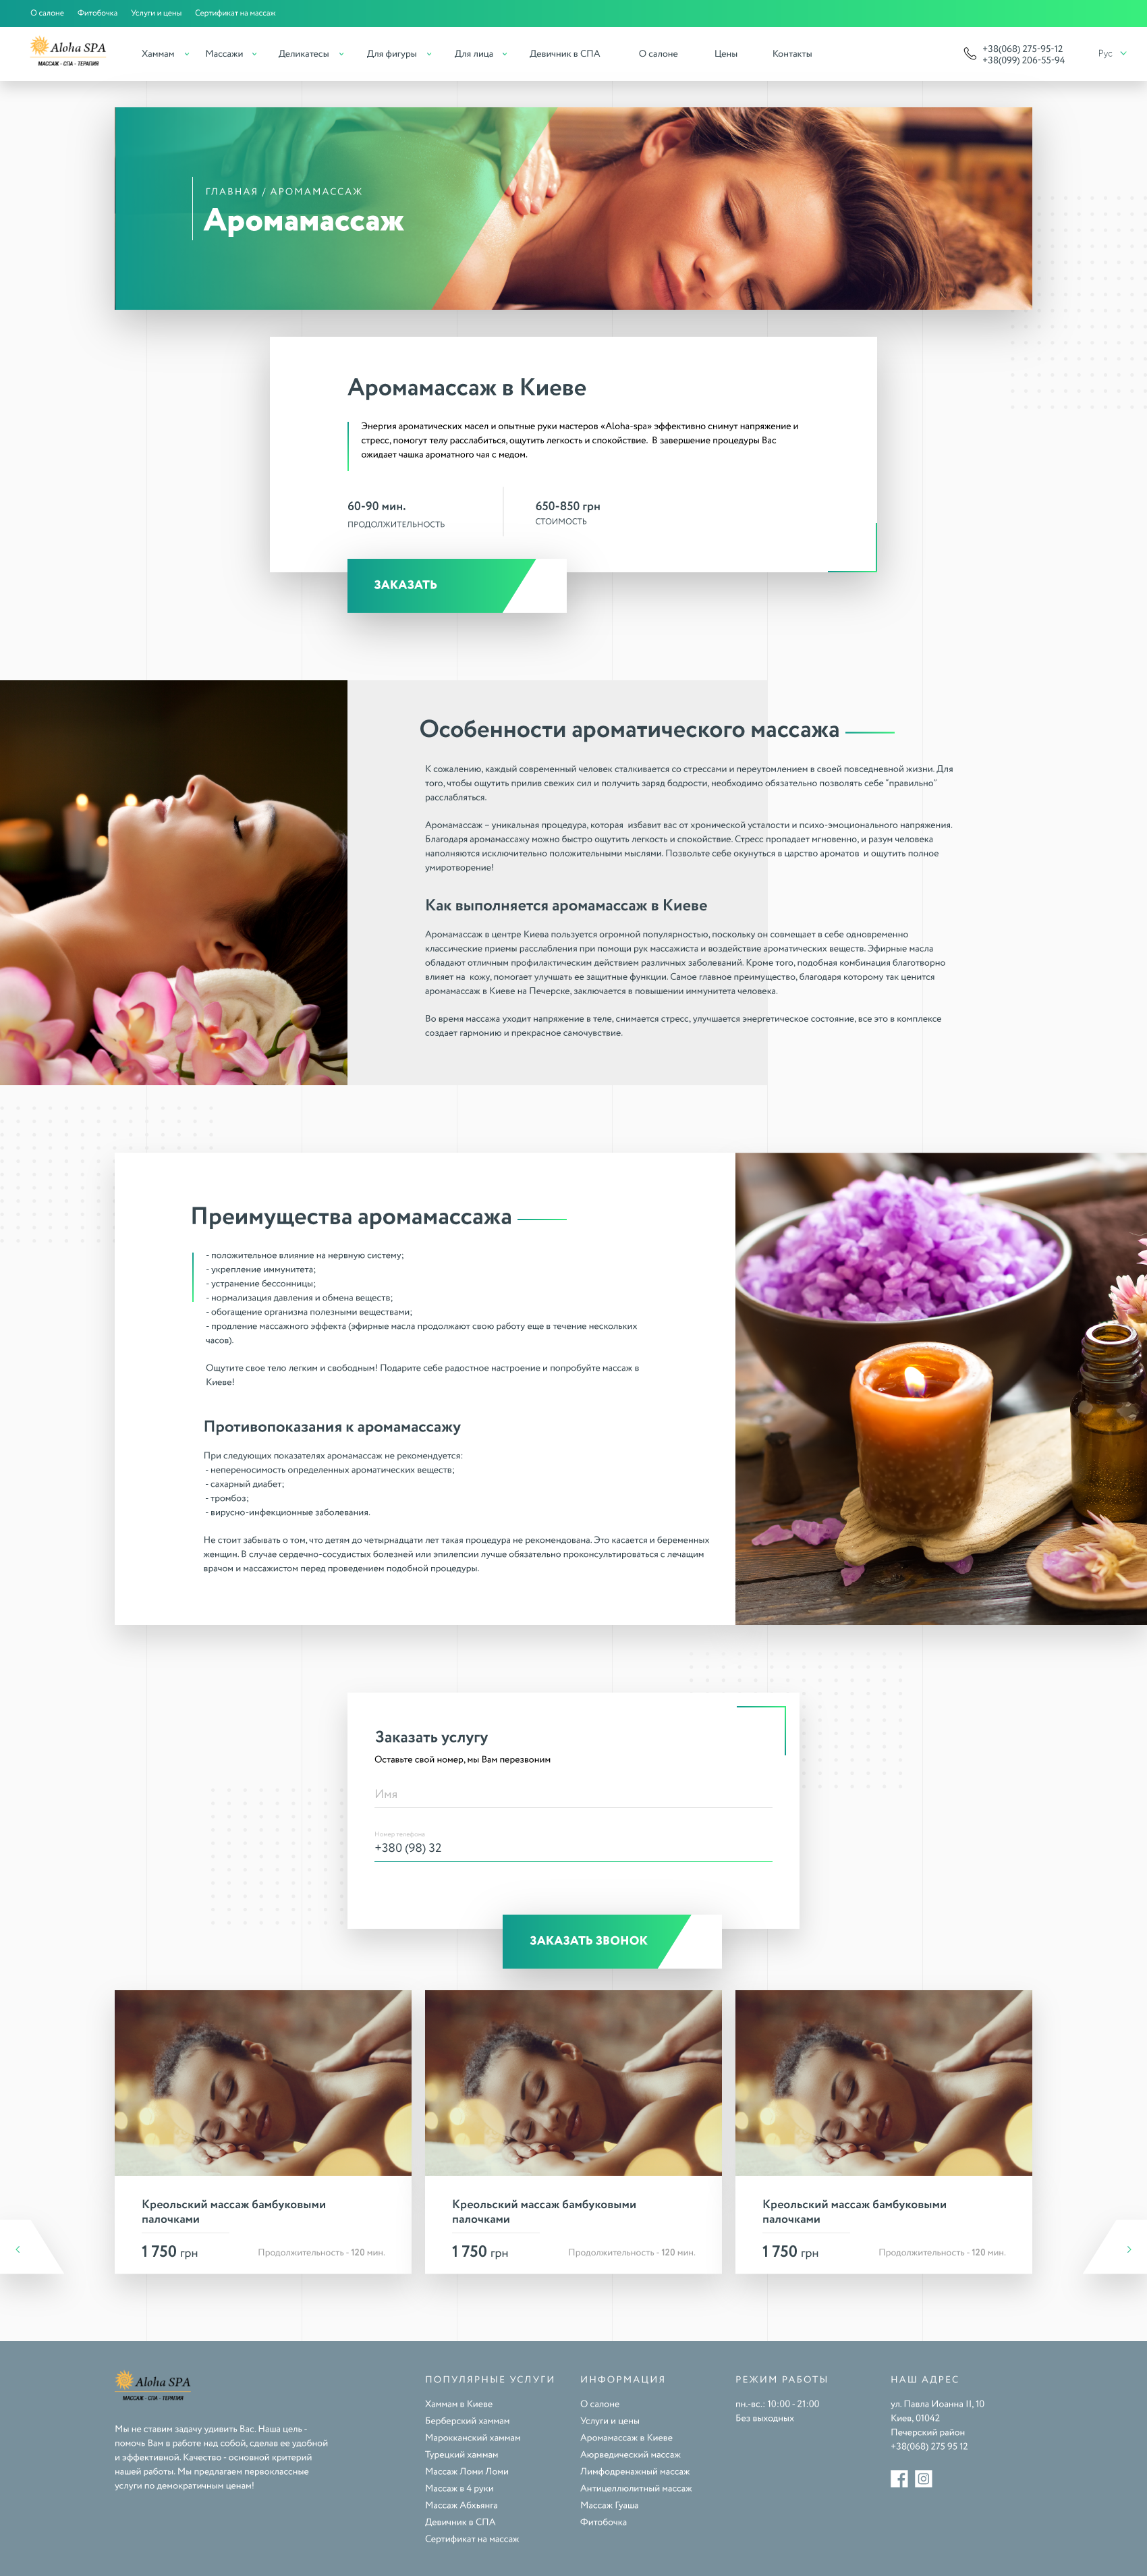 О салоне Фитобочка Услуги и цены Сертификат на массаж
Aloha SPA
МАССАЖ - СПА - ТЕРАПИЯ
Хаммам Массажи Деликатесы Для фигуры Для лица Девичник в СПА О салоне Цены Контакты
+38(068) 275-95-12
+38(099) 206-55-94
Рус
ГЛАВНАЯ / АРОМАМАССАЖ
Аромамассаж
Аромамассаж в Киеве
Энергия ароматических масел и опытные руки мастеров «Aloha-spa» эффективно снимут напряжение и
стресс, помогут телу расслабиться, ощутить легкость и спокойствие. В завершение процедуры Вас
ожидает чашка ароматного чая с медом.
60-90 мин.
ПРОДОЛЖИТЕЛЬНОСТЬ
650-850 грн
СТОИМОСТЬ
ЗАКАЗАТЬ
Особенности ароматического массажа
К сожалению, каждый современный человек сталкивается со стрессами и переутомлением в своей повседневной жизни. Для
того, чтобы ощутить прилив свежих сил и получить заряд бодрости, необходимо обязательно позволять себе "правильно"
расслабляться.
Аромамассаж – уникальная процедура, которая избавит вас от хронической усталости и психо-эмоционального напряжения.
Благодаря аромамассажу можно быстро ощутить легкость и спокойствие. Стресс пропадает мгновенно, и разум человека
наполняются исключительно положительными мыслями. Позвольте себе окунуться в царство ароматов и ощутить полное
умиротворение!
Как выполняется аромамассаж в Киеве
Аромамассаж в центре Киева пользуется огромной популярностью, поскольку он совмещает в себе одновременно
классические приемы расслабления при помощи рук массажиста и воздействие ароматических веществ. Эфирные масла
обладают отличным профилактическим действием различных заболеваний. Кроме того, подобная комбинация благотворно
влияет на кожу, помогает улучшать ее защитные функции. Самое главное преимущество, благодаря которому так ценится
аромамассаж в Киеве на Печерске, заключается в повышении иммунитета человека.
Во время массажа уходит напряжение в теле, снимается стресс, улучшается энергетическое состояние, все это в комплексе
создает гармонию и прекрасное самочувствие.
Преимущества аромамассажа
- положительное влияние на нервную систему;
- укрепление иммунитета;
- устранение бессонницы;
- нормализация давления и обмена веществ;
- обогащение организма полезными веществами;
- продление массажного эффекта (эфирные масла продолжают свою работу еще в течение нескольких
часов).
Ощутите свое тело легким и свободным! Подарите себе радостное настроение и попробуйте массаж в
Киеве!
Противопоказания к аромамассажу
При следующих показателях аромамассаж не рекомендуется:
- непереносимость определенных ароматических веществ;
- сахарный диабет;
- тромбоз;
- вирусно-инфекционные заболевания.
Не стоит забывать о том, что детям до четырнадцати лет такая процедура не рекомендована. Это касается и беременных
женщин. В случае сердечно-сосудистых болезней или эпилепсии лучше обязательно проконсультироваться с лечащим
врачом и массажистом перед проведением подобной процедуры.
Заказать услугу
Оставьте свой номер, мы Вам перезвоним
Имя
Номер телефона
+380 (98) 32
ЗАКАЗАТЬ ЗВОНОК
Креольский массаж бамбуковыми
палочками
1 750 грн Продолжительность - 120 мин.
Креольский массаж бамбуковыми
палочками
1 750 грн Продолжительность - 120 мин.
Креольский массаж бамбуковыми
палочками
1 750 грн Продолжительность - 120 мин.
Aloha SPA
МАССАЖ - СПА - ТЕРАПИЯ
Мы не ставим задачу удивить Вас. Наша цель -
помочь Вам в работе над собой, сделав ее удобной
и эффективной. Качество - основной критерий
нашей работы. Мы предлагаем первоклассные
услуги по демократичным ценам!
ПОПУЛЯРНЫЕ УСЛУГИ
Хаммам в Киеве
Берберский хаммам
Марокканский хаммам
Турецкий хаммам
Массаж Ломи Ломи
Массаж в 4 руки
Массаж Абхьянга
Девичник в СПА
Сертификат на массаж
ИНФОРМАЦИЯ
О салоне
Услуги и цены
Аромамассаж в Киеве
Аюрведический массаж
Лимфодренажный массаж
Антицеллюлитный массаж
Массаж Гуаша
Фитобочка
РЕЖИМ РАБОТЫ
пн.-вс.: 10:00 - 21:00
Без выходных
НАШ АДРЕС
ул. Павла Иоанна II, 10
Киев, 01042
Печерский район
+38(068) 275 95 12